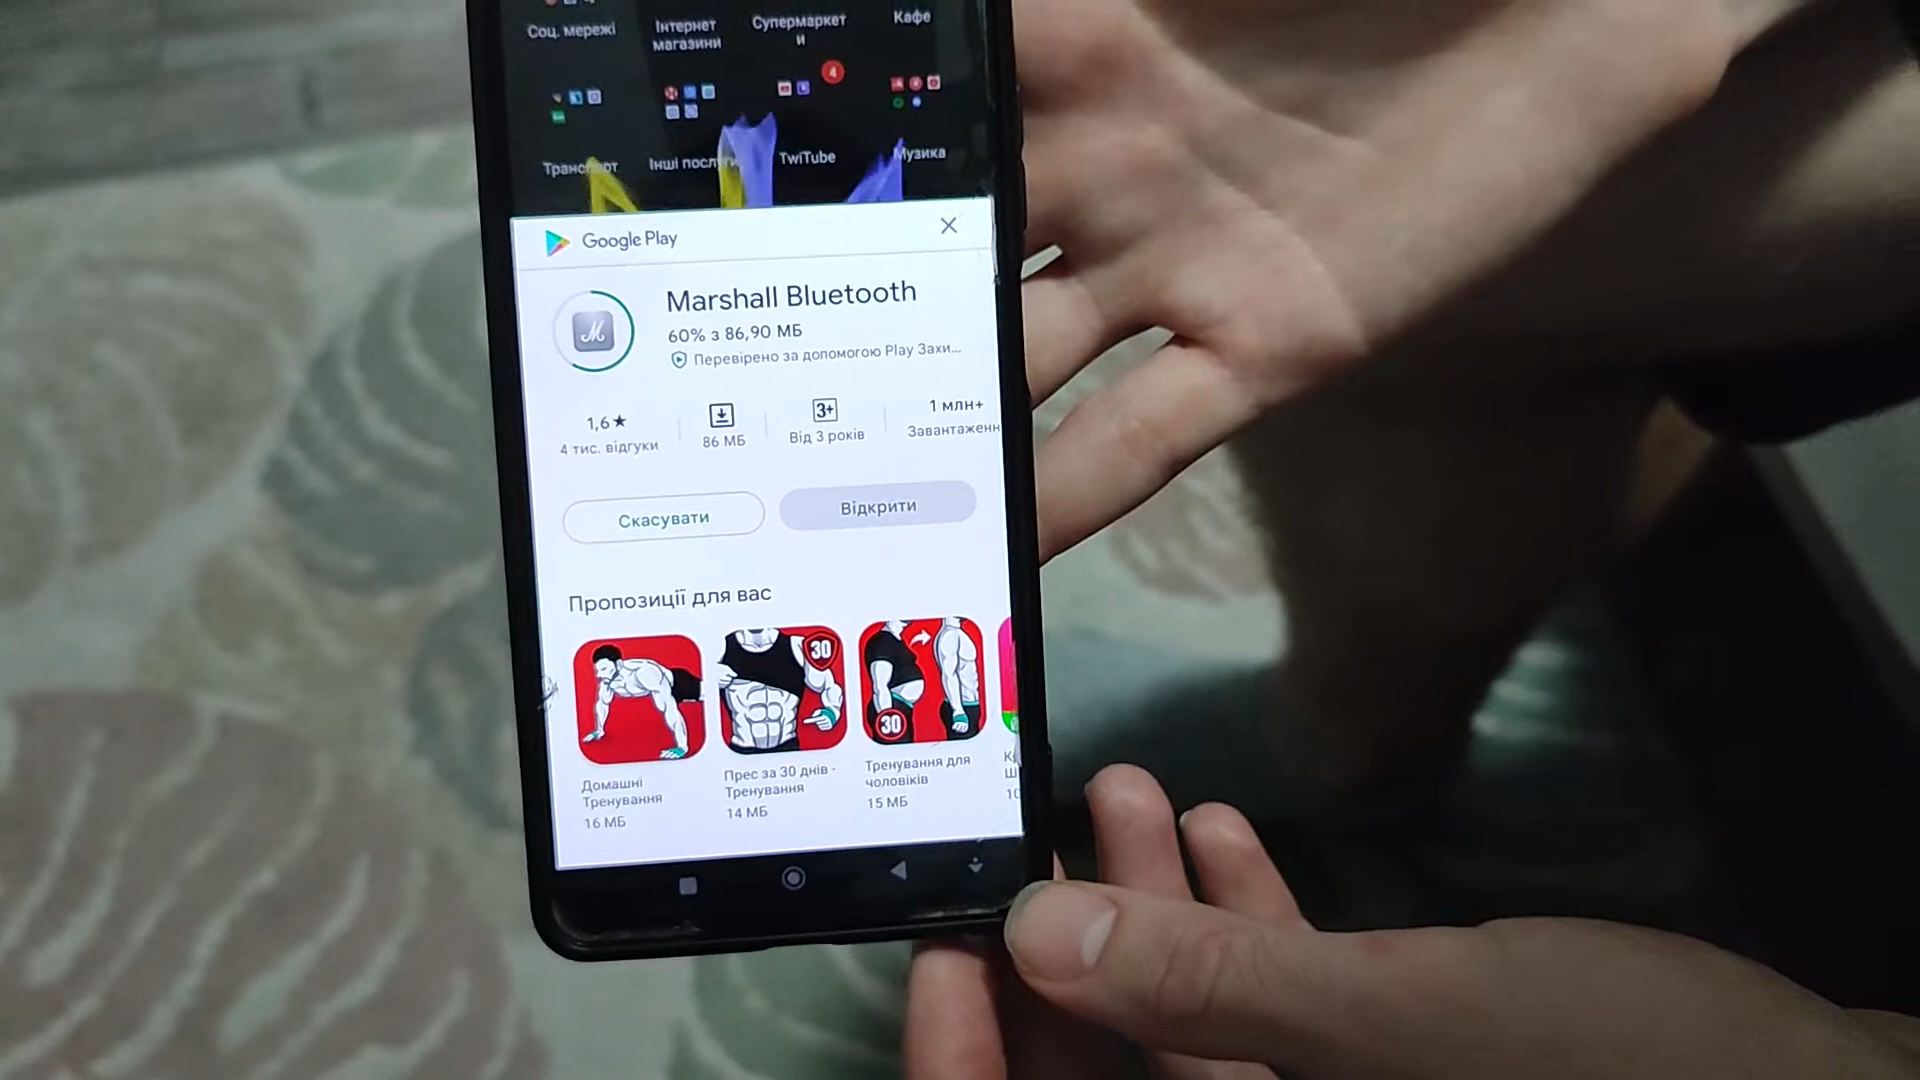 Соц. мережі
Інтернет
магазини
Супермаркет
и
Кафе
4
Транспорт
Інші послуги
TwiTube
Музика
Google Play
Marshall Bluetooth
60% з 86,90 МБ
Перевірено за допомогою Play Захи...
1,6★
4 тис. відгуки
86 МБ
3+
Від 3 років
1 млн+
Завантаженн
Скасувати
Відкрити
Пропозиції для вас
30
30
Домашні
Тренування
16 МБ
Прес за 30 днів -
Тренування
14 МБ
Тренування для
чоловіків
15 МБ
10